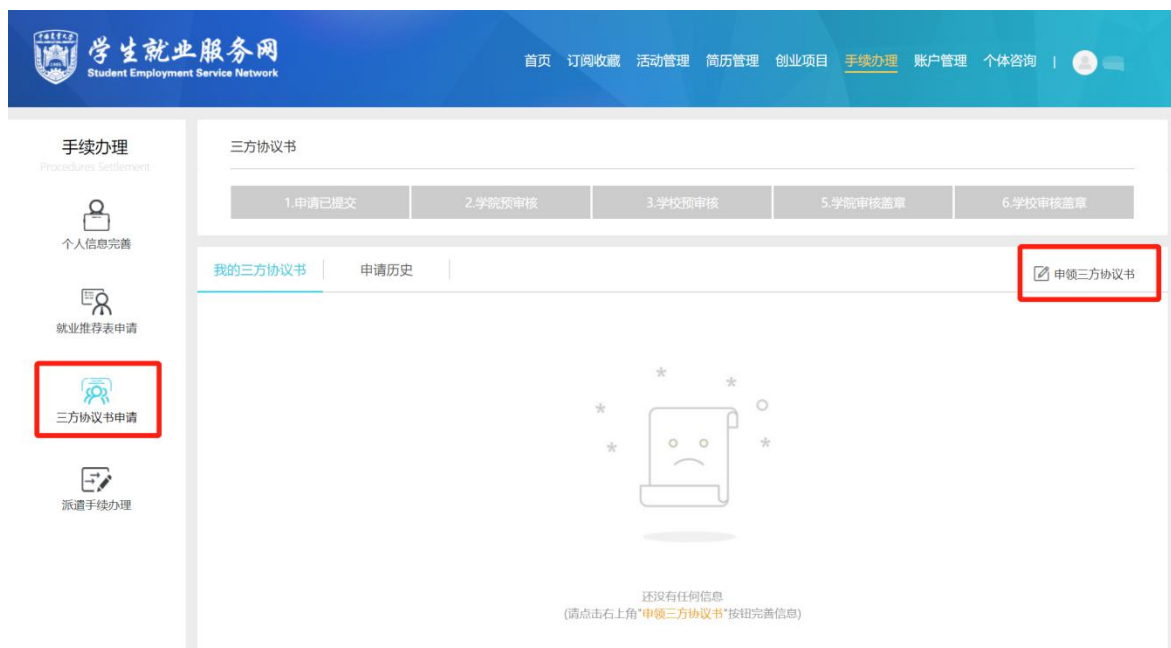 学生就业服务网
Student Employment Service Network
首页 订阅收藏 活动管理 简历管理 创业项目 手续办理 账户管理 个体咨询 |
手续办理
Procedures Settlement
个人信息完善
就业推荐表申请
三方协议书申请
派遣手续办理
三方协议书
1.申请已提交 2.学院预审核 3.学校预审核 5.学院审核盖章 6.学校审核盖章
我的三方协议书 申请历史 申领三方协议书
还没有任何信息
(请点击右上角"申领三方协议书"按钮完善信息)